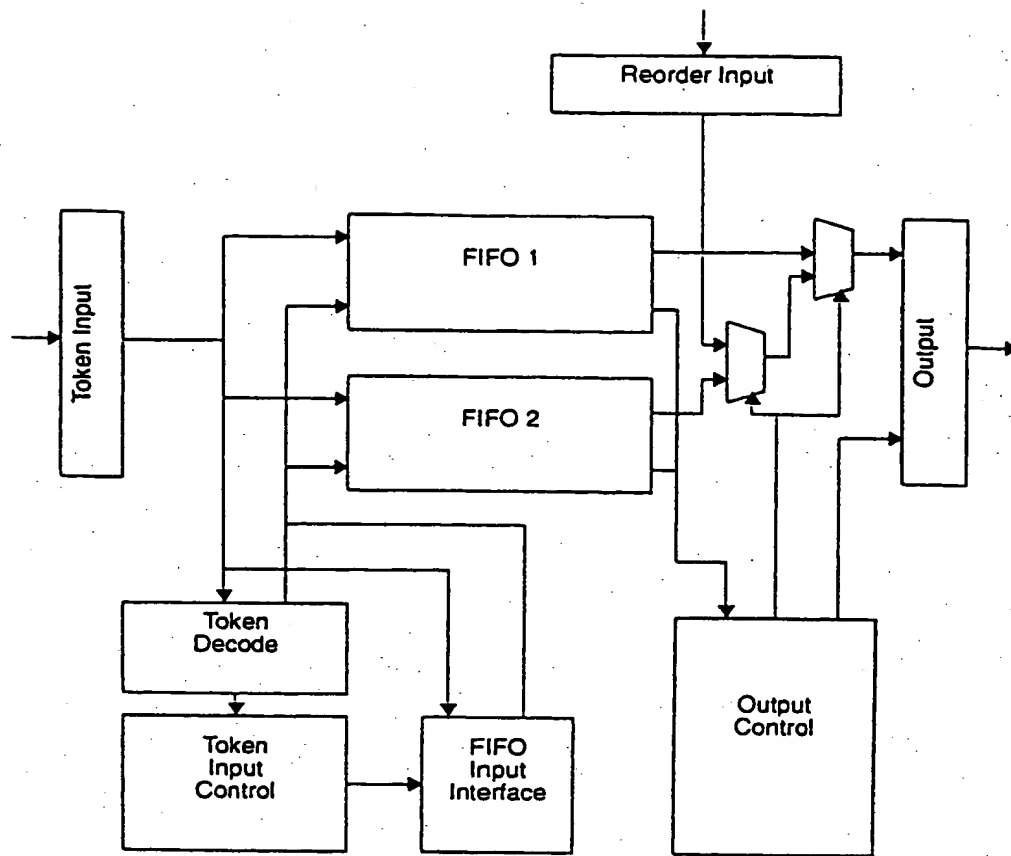 Reorder Input
Token Input
FIFO 1
Output
FIFO 2
Token
Decode
Token
Input
Control
FIFO
Input
Interface
Output
Control